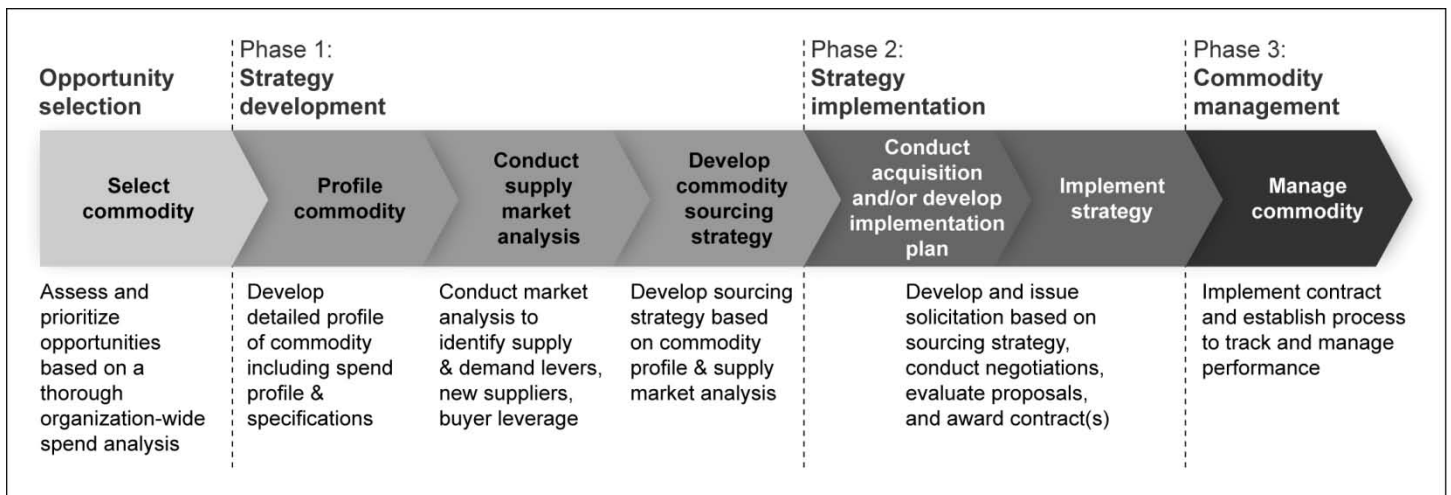 Opportunity
selection
Phase 1:
Strategy
development
Phase 2:
Strategy
implementation
Phase 3:
Commodity
management
Select
commodity
Profile
commodity
Conduct
supply
market
analysis
Develop
commodity
sourcing
strategy
Conduct
acquisition
and/or develop
implementation
plan
Implement
strategy
Manage
commodity
Assess and
prioritize
opportunities
based on a
thorough
organization-wide
spend analysis
Develop
detailed profile
of commodity
including spend
profile &
specifications
Conduct market
analysis to
identify supply
& demand levers,
new suppliers,
buyer leverage
Develop sourcing
strategy based
on commodity
profile & supply
market analysis
Develop and issue
solicitation based on
sourcing strategy,
conduct negotiations,
evaluate proposals,
and award contract(s)
Implement contract
and establish process
to track and manage
performance